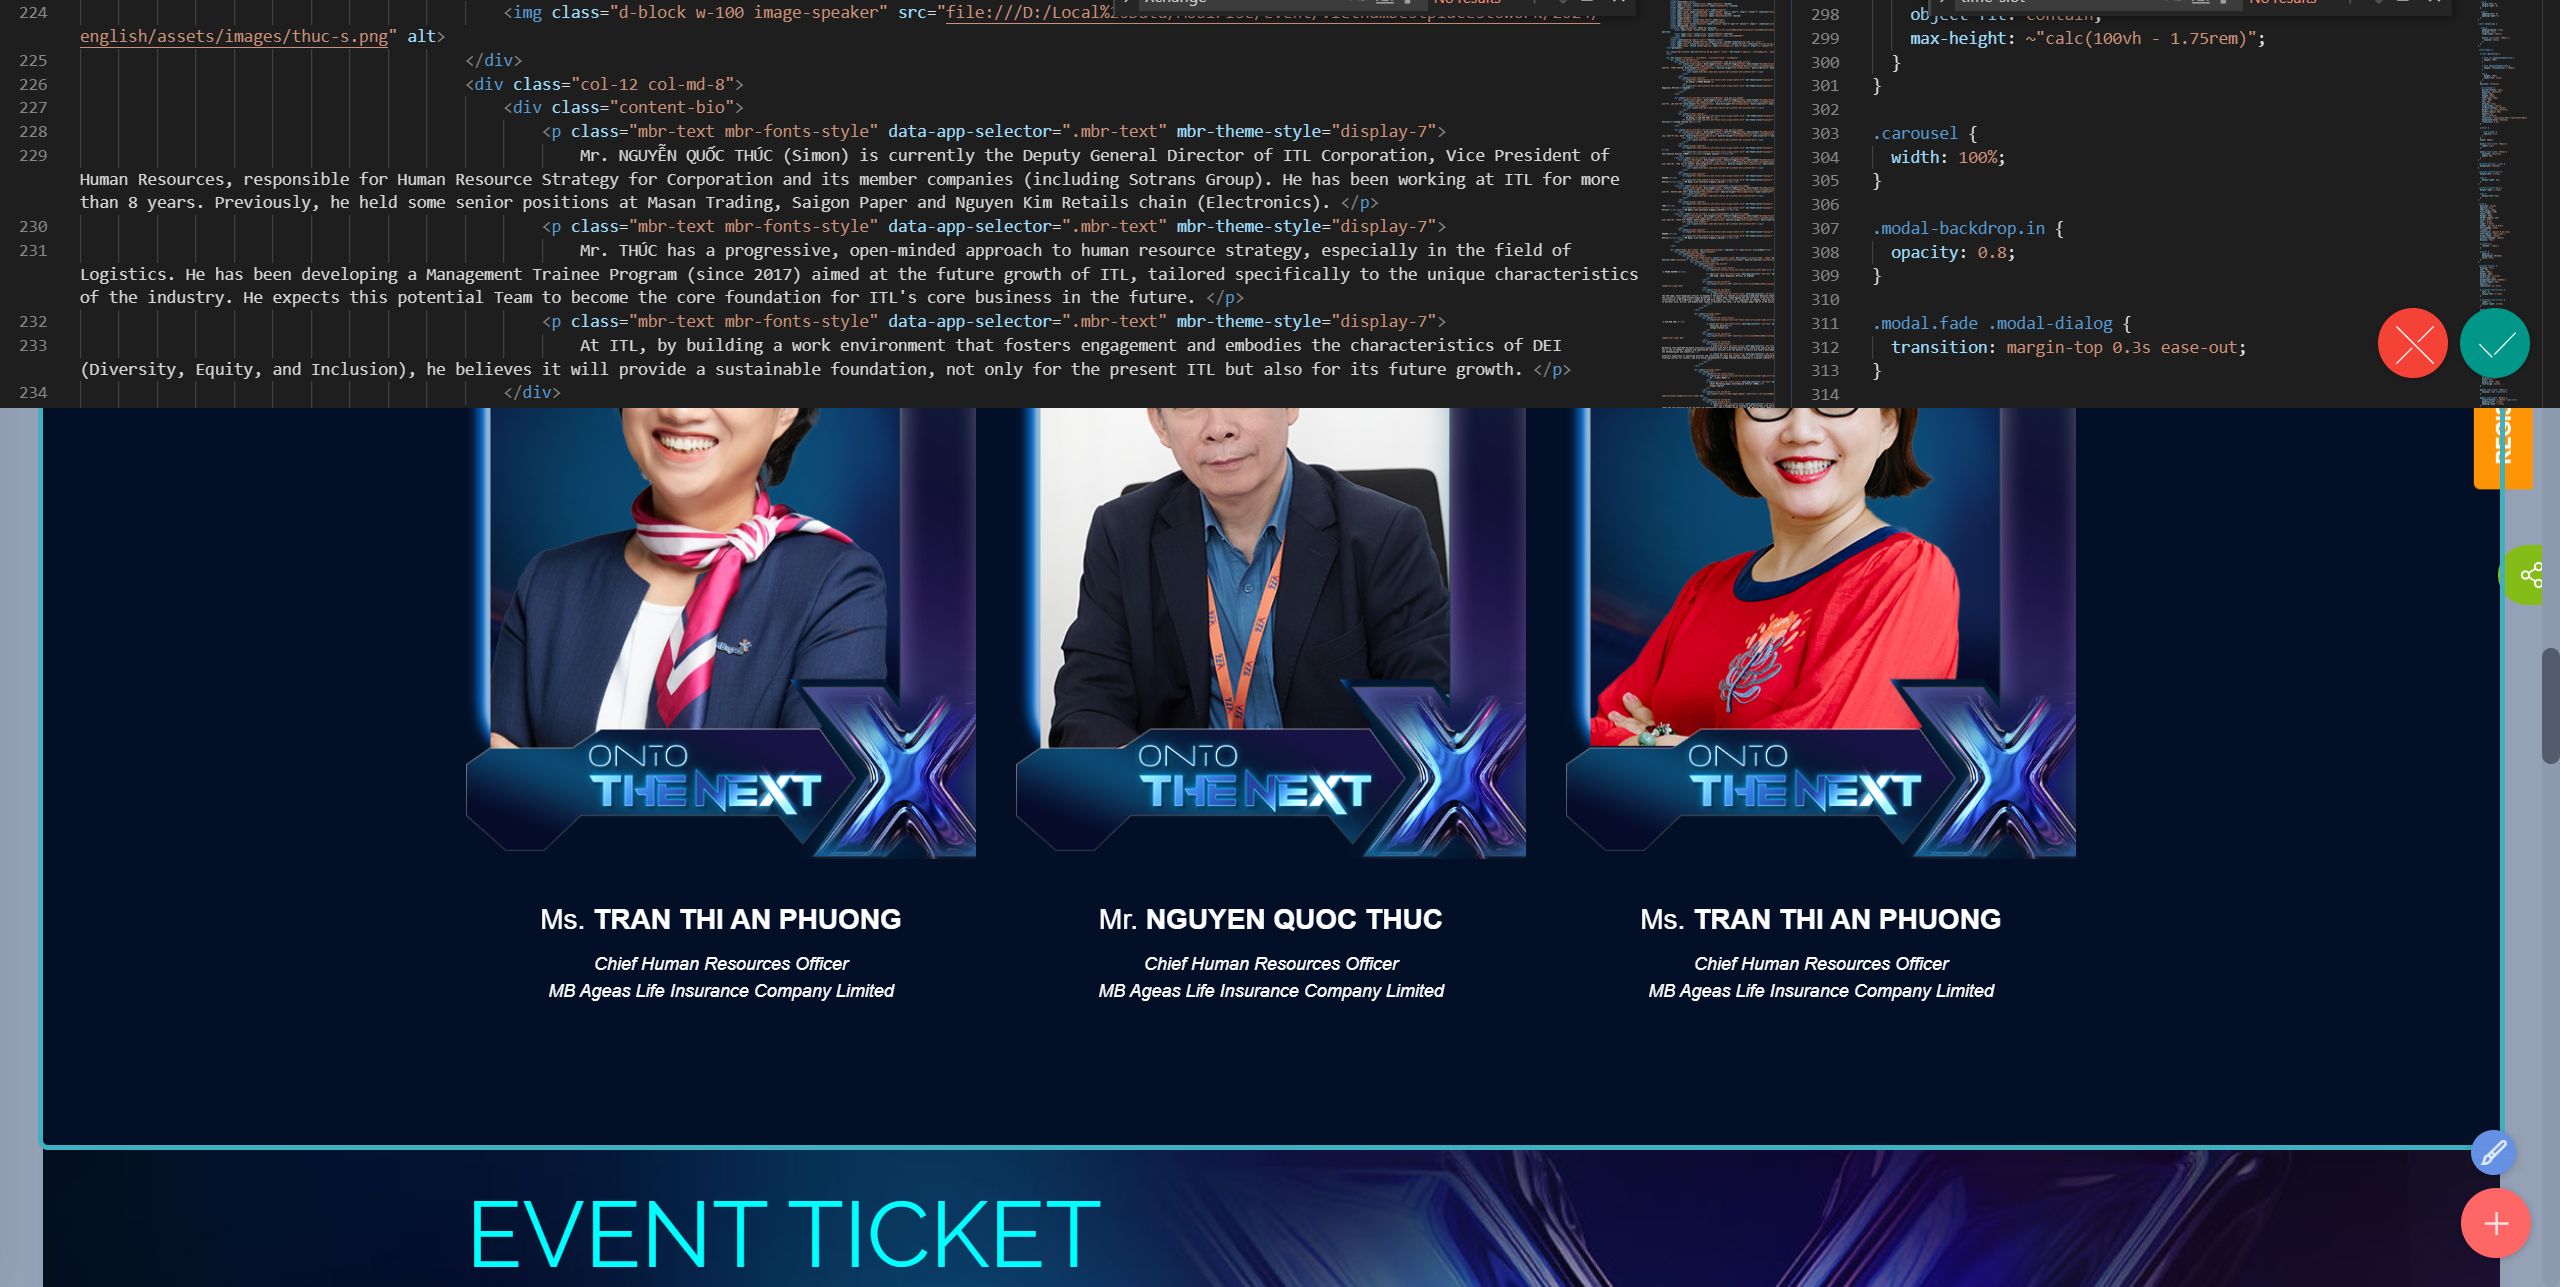 224 <img class="d-block w-100 image-speaker" src="file:///D:/Local%
english/assets/images/thuc-s.png" alt>
225 </div>
226 <div class="col-12 col-md-8">
227 <div class="content-bio">
228 <p class="mbr-text mbr-fonts-style" data-app-selector=".mbr-text" mbr-theme-style="display-7">
229 Mr. NGUYỄN QUỐC THÚC (Simon) is currently the Deputy General Director of ITL Corporation, Vice President of
Human Resources, responsible for Human Resource Strategy for Corporation and its member companies (including Sotrans Group). He has been working at ITL for more
than 8 years. Previously, he held some senior positions at Masan Trading, Saigon Paper and Nguyen Kim Retails chain (Electronics). </p>
230 <p class="mbr-text mbr-fonts-style" data-app-selector=".mbr-text" mbr-theme-style="display-7">
231 Mr. THÚC has a progressive, open-minded approach to human resource strategy, especially in the field of
Logistics. He has been developing a Management Trainee Program (since 2017) aimed at the future growth of ITL, tailored specifically to the unique characteristics
of the industry. He expects this potential Team to become the core foundation for ITL's core business in the future. </p>
232 <p class="mbr-text mbr-fonts-style" data-app-selector=".mbr-text" mbr-theme-style="display-7">
233 At ITL, by building a work environment that fosters engagement and embodies the characteristics of DEI
(Diversity, Equity, and Inclusion), he believes it will provide a sustainable foundation, not only for the present ITL but also for its future growth. </p>
234 </div>
No results
298 object-fit: contain;
299 max-height: ~"calc(100vh - 1.75rem)";
300 }
301 }
302
303 .carousel {
304 width: 100%;
305 }
306
307 .modal-backdrop.in {
308 opacity: 0.8;
309 }
310
311 .modal.fade .modal-dialog {
312 transition: margin-top 0.3s ease-out;
313 }
314
No results
ONTO
THE NEXT
X
ONTO
THE NEXT
X
ONTO
THE NEXT
X
Ms. TRAN THI AN PHUONG
Chief Human Resources Officer
MB Ageas Life Insurance Company Limited
Mr. NGUYEN QUOC THUC
Chief Human Resources Officer
MB Ageas Life Insurance Company Limited
Ms. TRAN THI AN PHUONG
Chief Human Resources Officer
MB Ageas Life Insurance Company Limited
EVENT TICKET